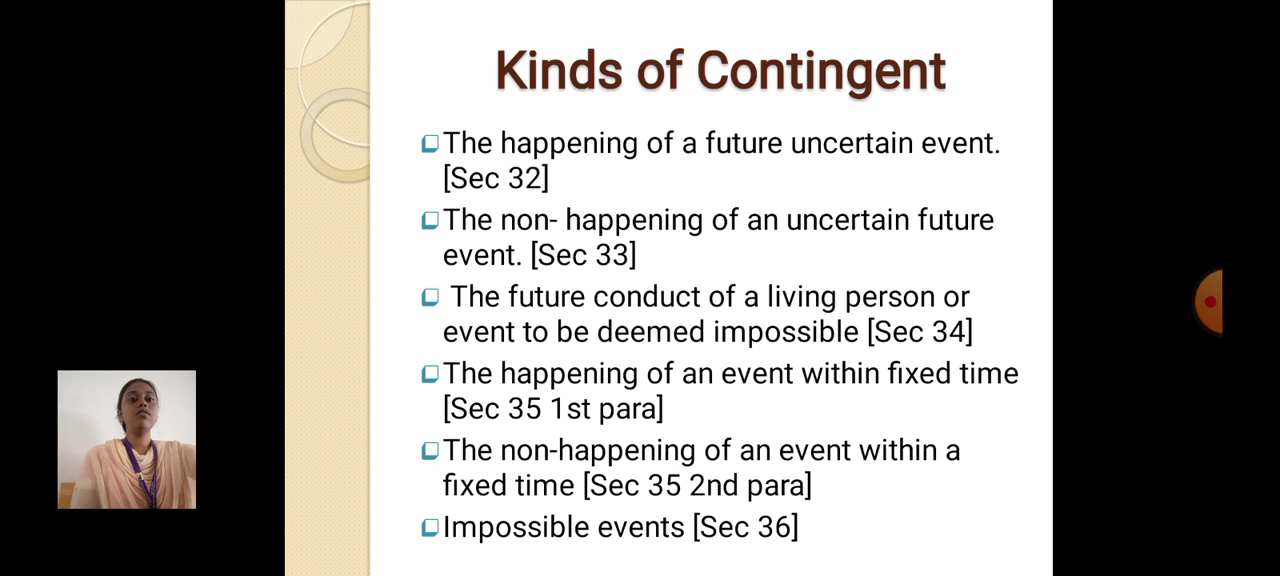 Kinds of Contingent
The happening of a future uncertain event.
[Sec 32]
The non- happening of an uncertain future
event. [Sec 33]
The future conduct of a living person or
event to be deemed impossible [Sec 34]
The happening of an event within fixed time
[Sec 35 1st para]
The non-happening of an event within a
fixed time [Sec 35 2nd para]
Impossible events [Sec 36]